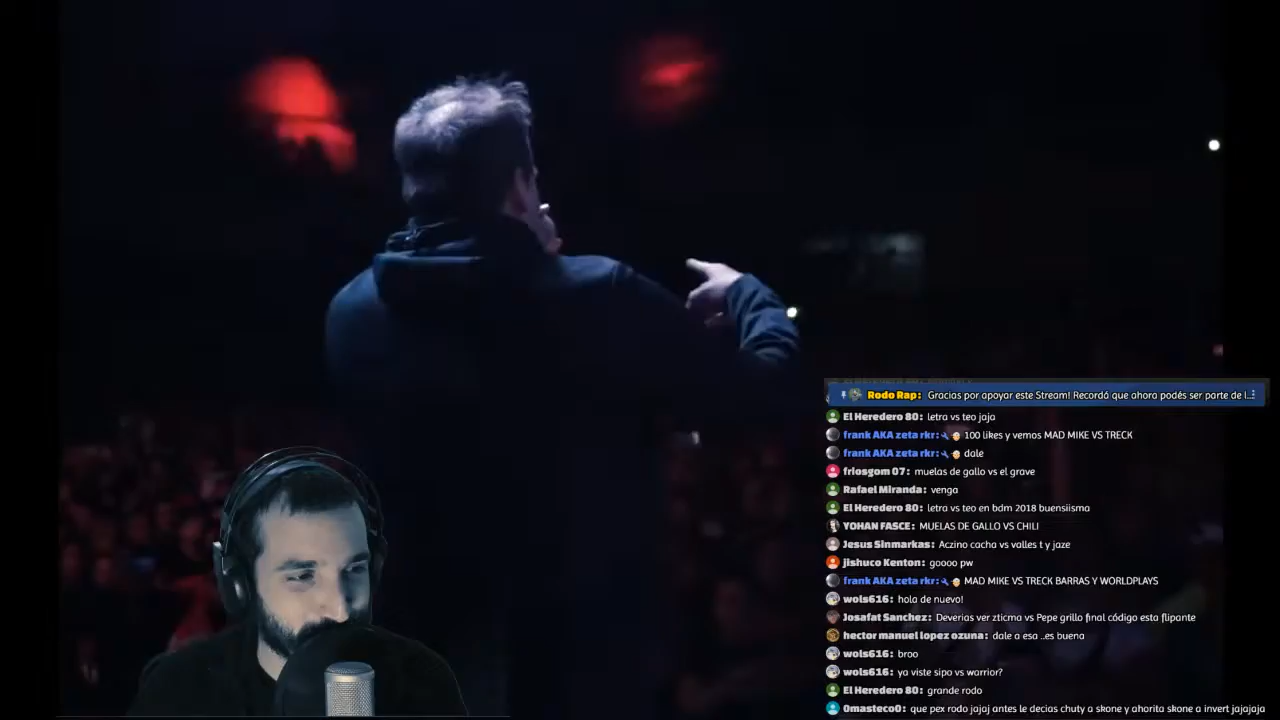 Rodo Rap: Gracias por apoyar este Stream! Recordá que ahora podés ser parte de l...
El Heredero 80: letra vs teo jaja
frank AKA zeta rkr: 100 likes y vemos MAD MIKE VS TRECK
frank AKA zeta rkr: dale
friosgom 07: muelas de gallo vs el grave
Rafael Miranda: venga
El Heredero 80: letra vs teo en bdm 2018 buensiisma
YOHAN FASCE: MUELAS DE GALLO VS CHILI
Jesus Sinmarkas: Aczino cacha vs valles t y jaze
jishuco Kenton: goooo pw
frank AKA zeta rkr: MAD MIKE VS TRECK BARRAS Y WORLDPLAYS
wols616: hola de nuevo!
Josafat Sanchez: Deverias ver zticma vs Pepe grillo final código esta flipante
hector manuel lopez ozuna: dale a esa ..es buena
wols616: broo
wols616: ya viste sipo vs warrior?
El Heredero 80: grande rodo
0masteco0: que pex rodo jajaj antes le decias chuty a skone y ahorita skone a invert jajajaja